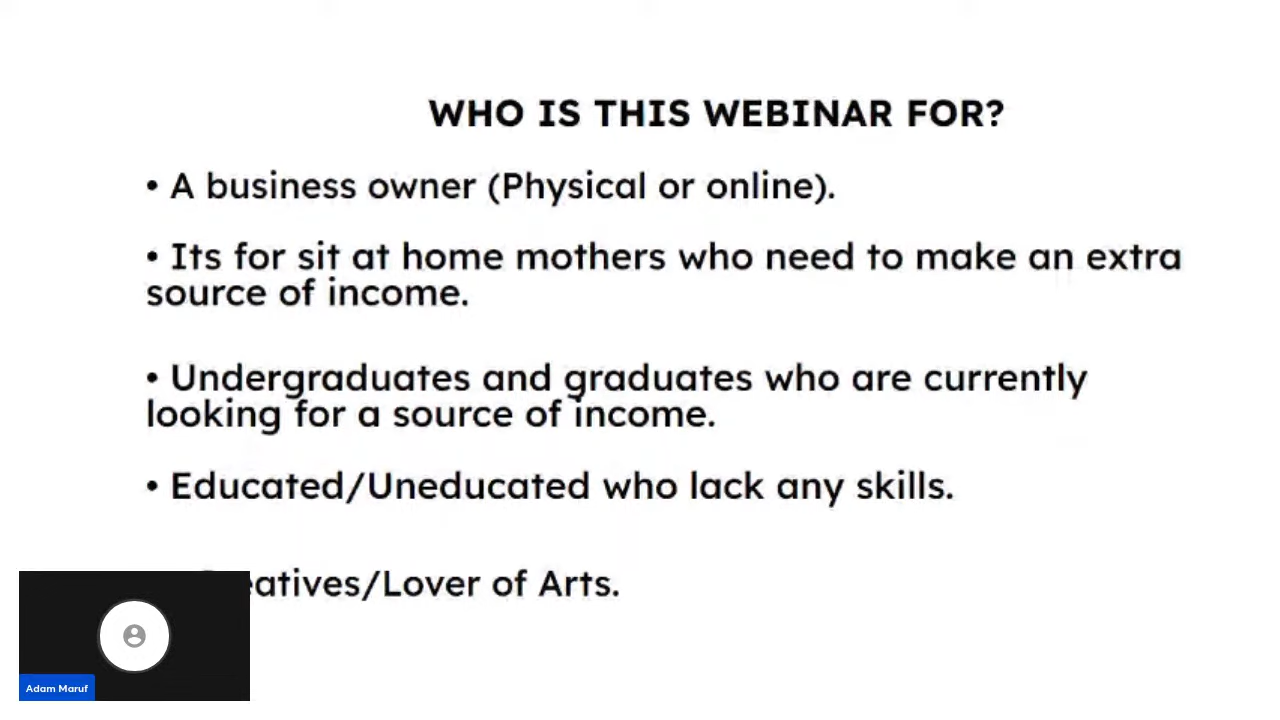 WHO IS THIS WEBINAR FOR?
• A business owner (Physical or online).
• Its for sit at home mothers who need to make an extra
source of income.
• Undergraduates and graduates who are currently
looking for a source of income.
• Educated/Uneducated who lack any skills.
Creatives/Lover of Arts.
Adam Maruf